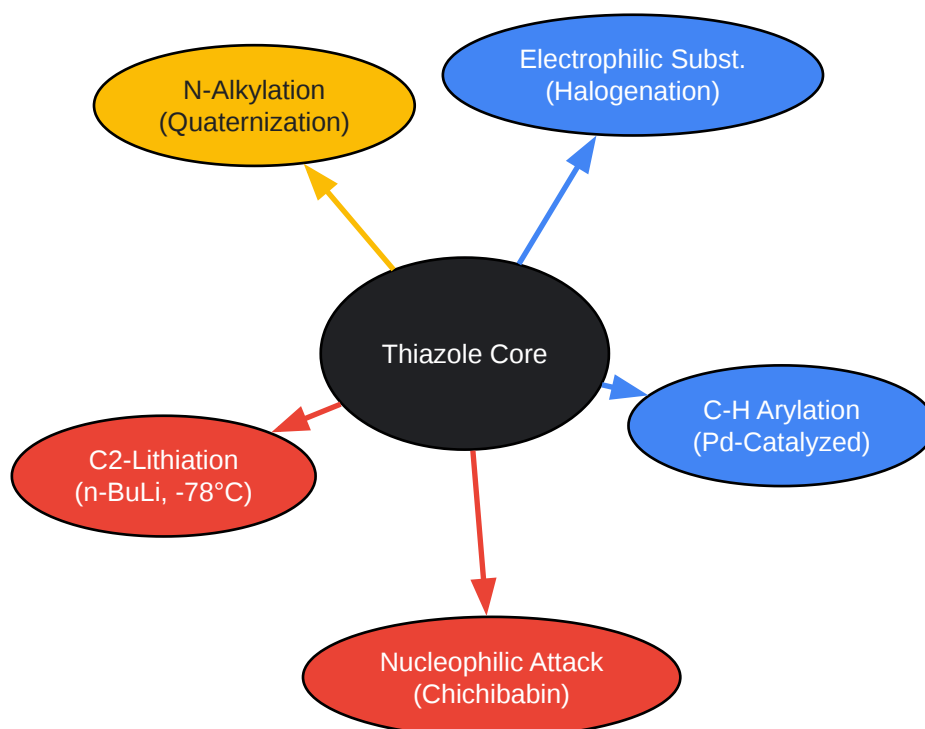 Electrophilic Subst.
(Halogenation)
N-Alkylation
(Quaternization)
Thiazole Core
C-H Arylation
(Pd-Catalyzed)
C2-Lithiation
(n-BuLi, -78°C)
Nucleophilic Attack
(Chichibabin)